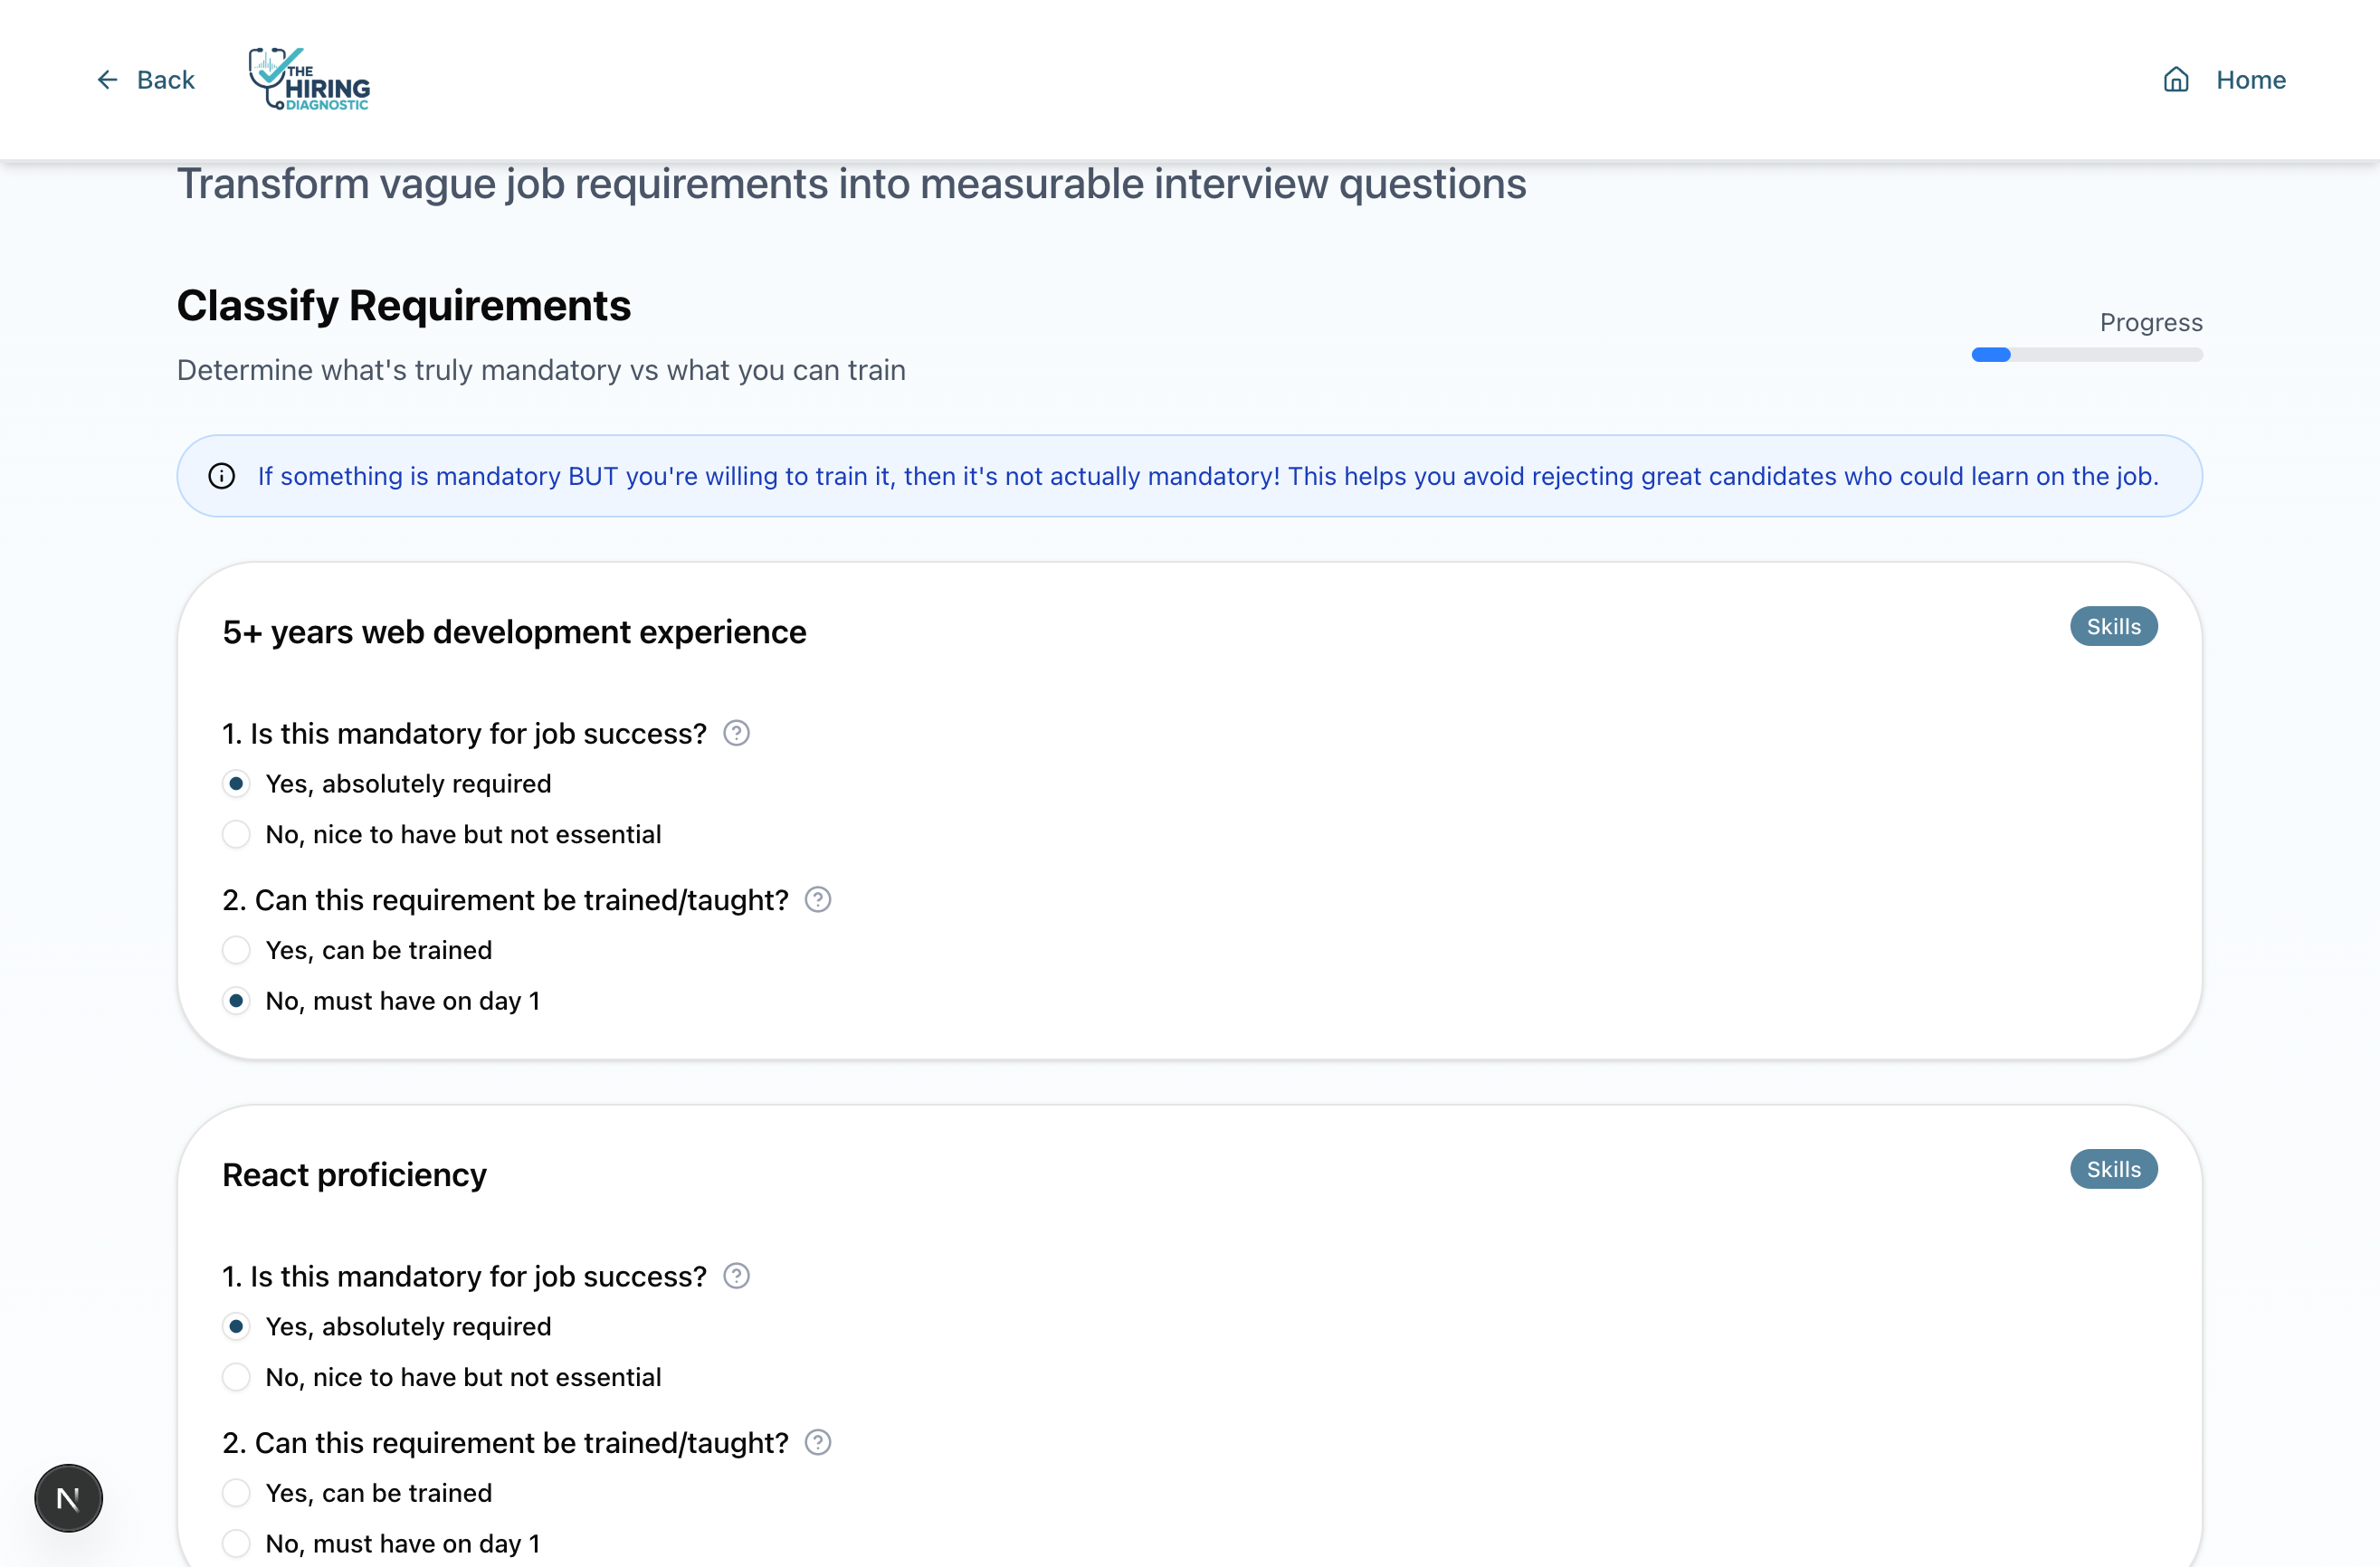 Back
THE
HIRING
DIAGNOSTIC
Home
Transform vague job requirements into measurable interview questions
Classify Requirements
Progress
Determine what's truly mandatory vs what you can train
If something is mandatory BUT you're willing to train it, then it's not actually mandatory! This helps you avoid rejecting great candidates who could learn on the job.
5+ years web development experience
Skills
1. Is this mandatory for job success?
Yes, absolutely required
No, nice to have but not essential
2. Can this requirement be trained/taught?
Yes, can be trained
No, must have on day 1
React proficiency
Skills
1. Is this mandatory for job success?
Yes, absolutely required
No, nice to have but not essential
2. Can this requirement be trained/taught?
Yes, can be trained
No, must have on day 1
N